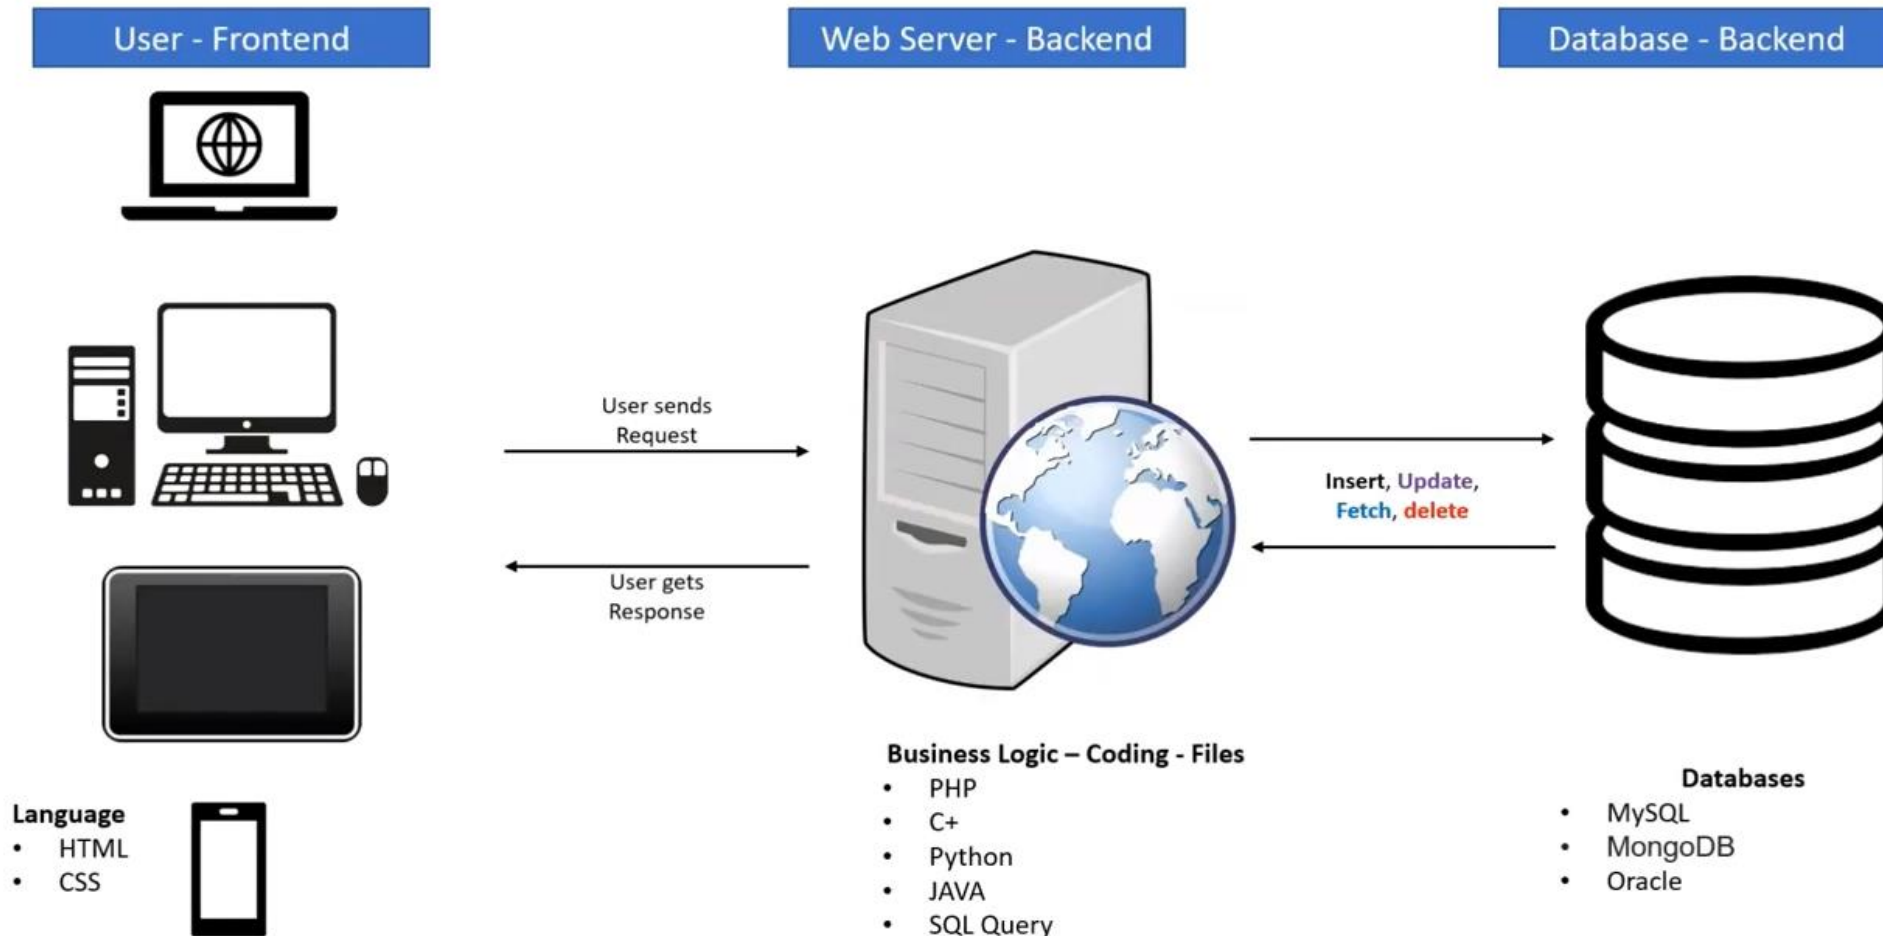 User - Frontend
Web Server - Backend
Database - Backend
User sends
Request
User gets
Response
Insert, Update,
Fetch, delete
Language
• HTML
• CSS
Business Logic – Coding - Files
• PHP
• C+
• Python
• JAVA
• SQL Query
Databases
• MySQL
• MongoDB
• Oracle